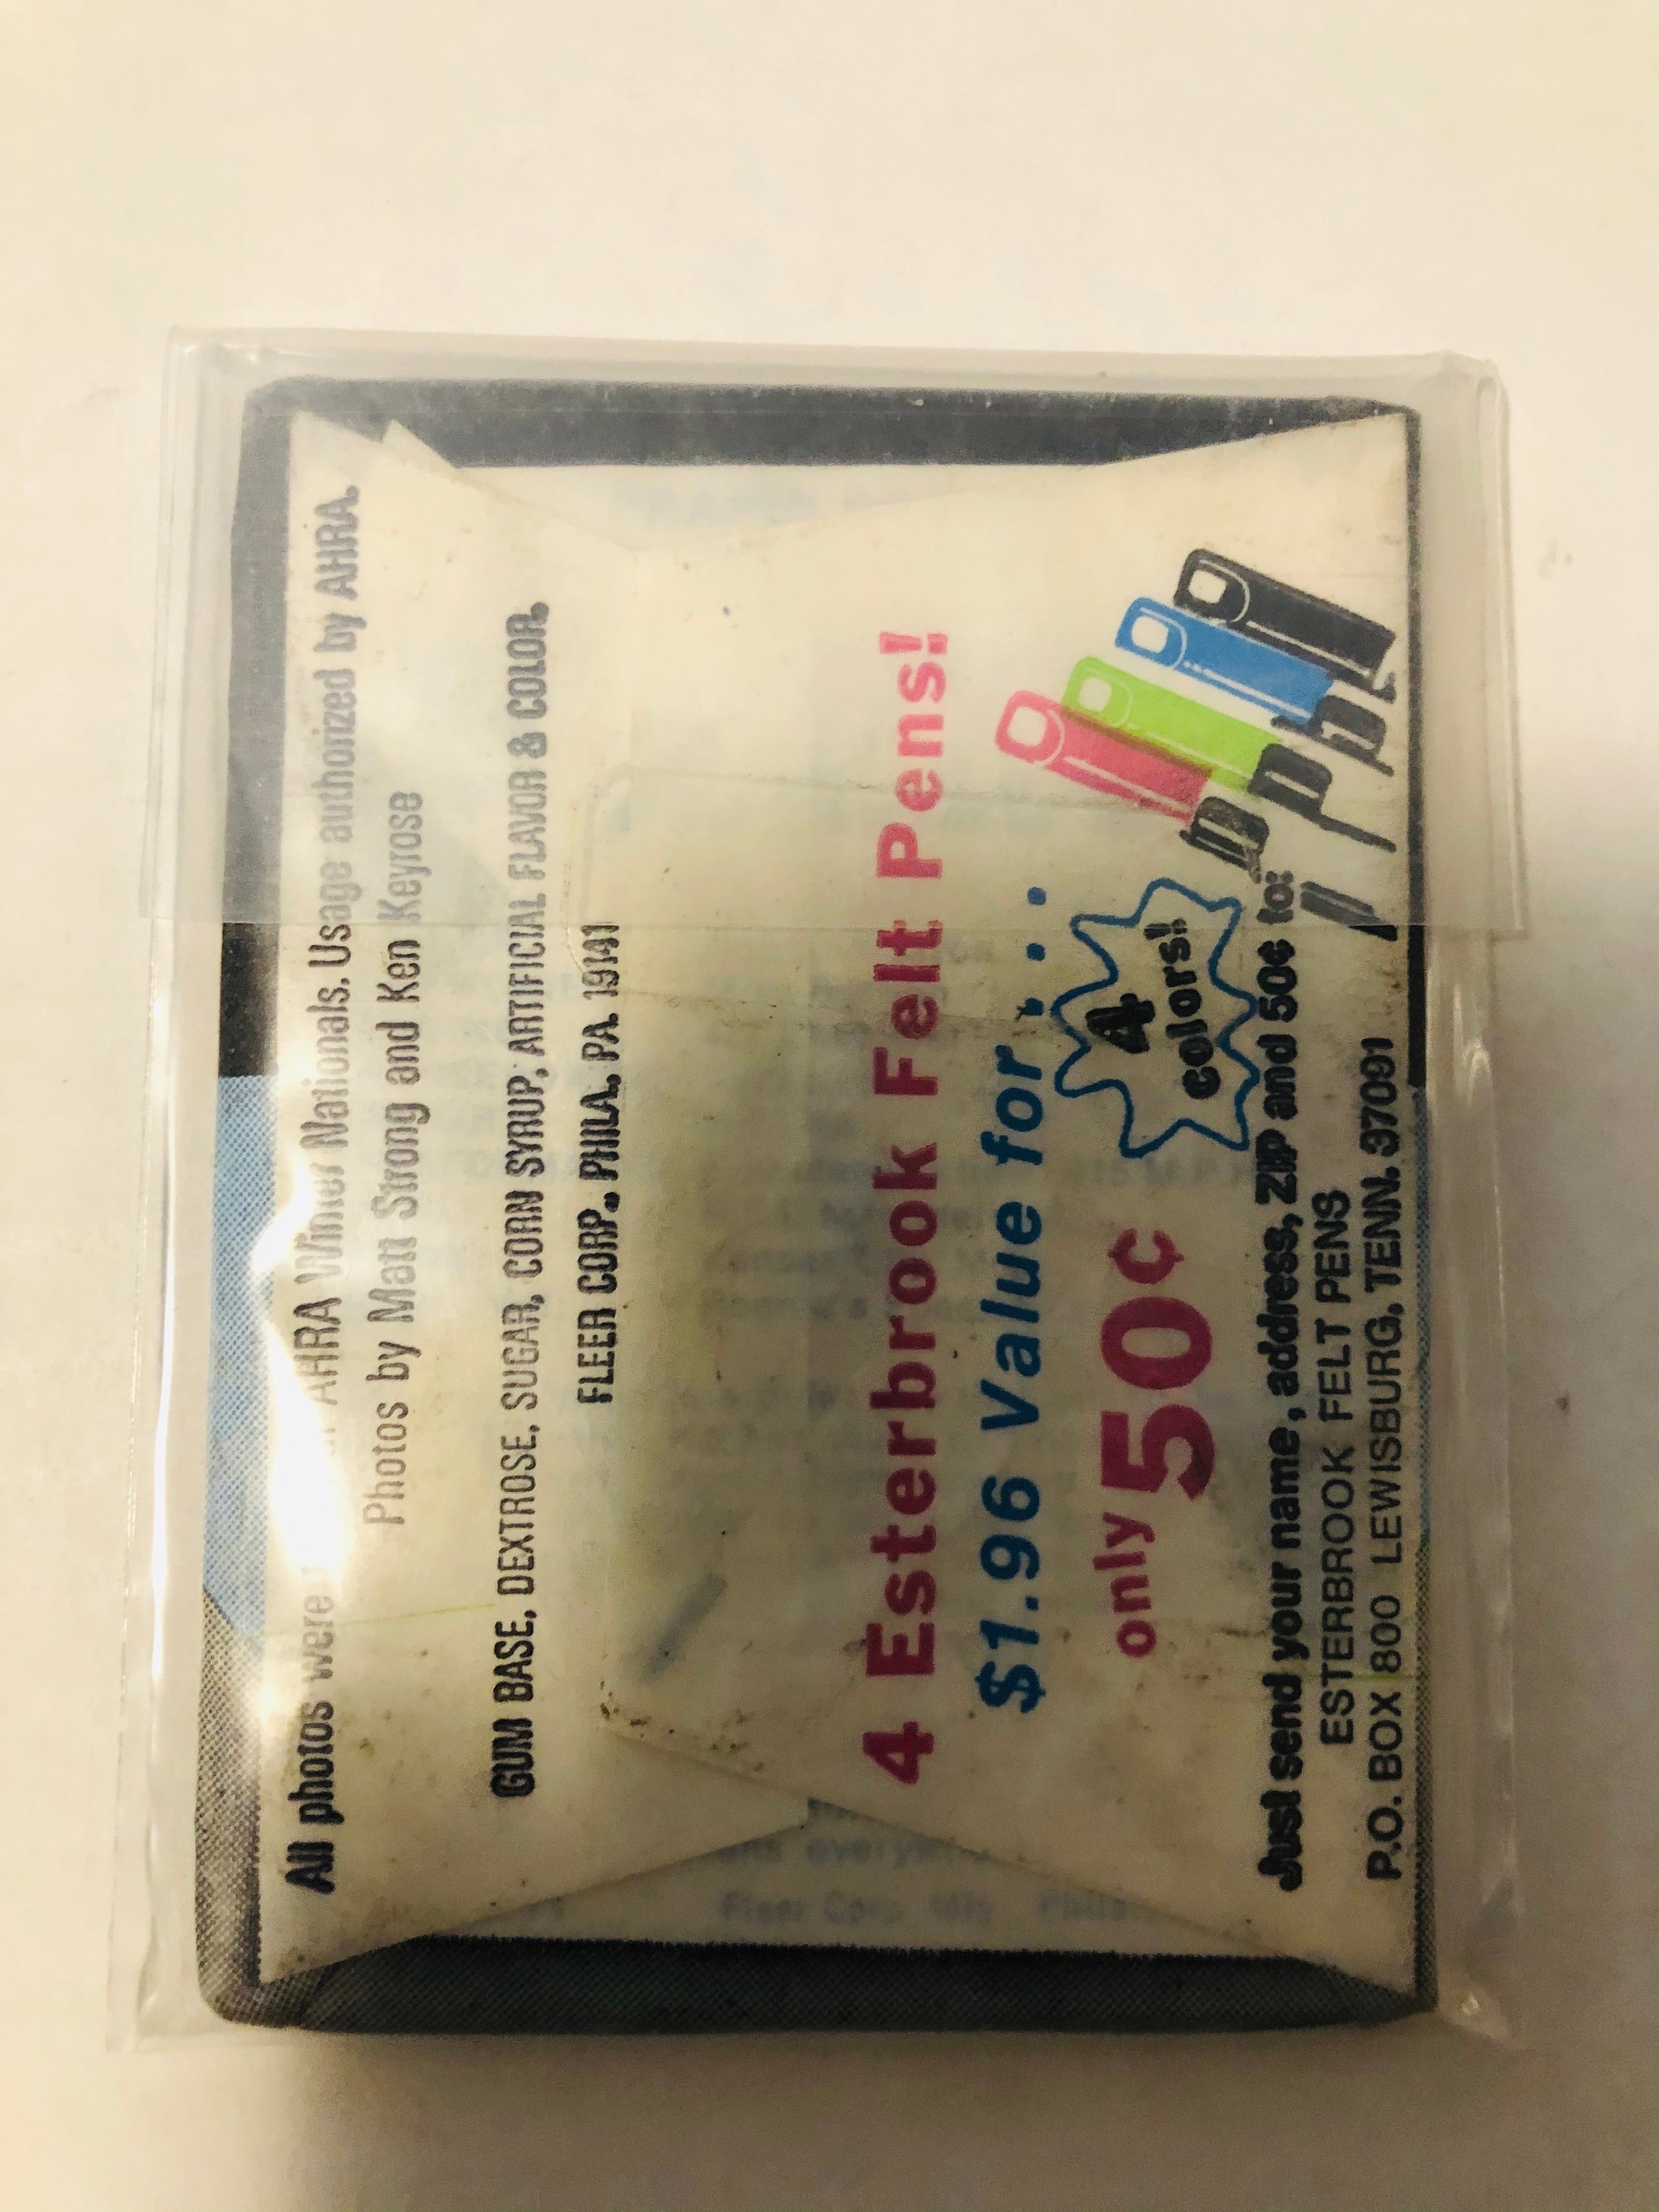 All photos were AHRA Winter Nationals. Usage authorized by AHRA.
Photos by Matt Strong and Ken Keyrose
GUM BASE, DEXTROSE, SUGAR, CORN SYRUP, ARTIFICIAL FLAVOR & COLOR.
FLEER CORP., PHILA., PA. 19141
4 Esterbrook Felt Pens!
$1.96 Value for...
only 50¢
4
colors!
Just send your name, address, ZIP and 50¢ to:
ESTERBROOK FELT PENS
P.O. BOX 800 LEWISBURG, TENN. 37091